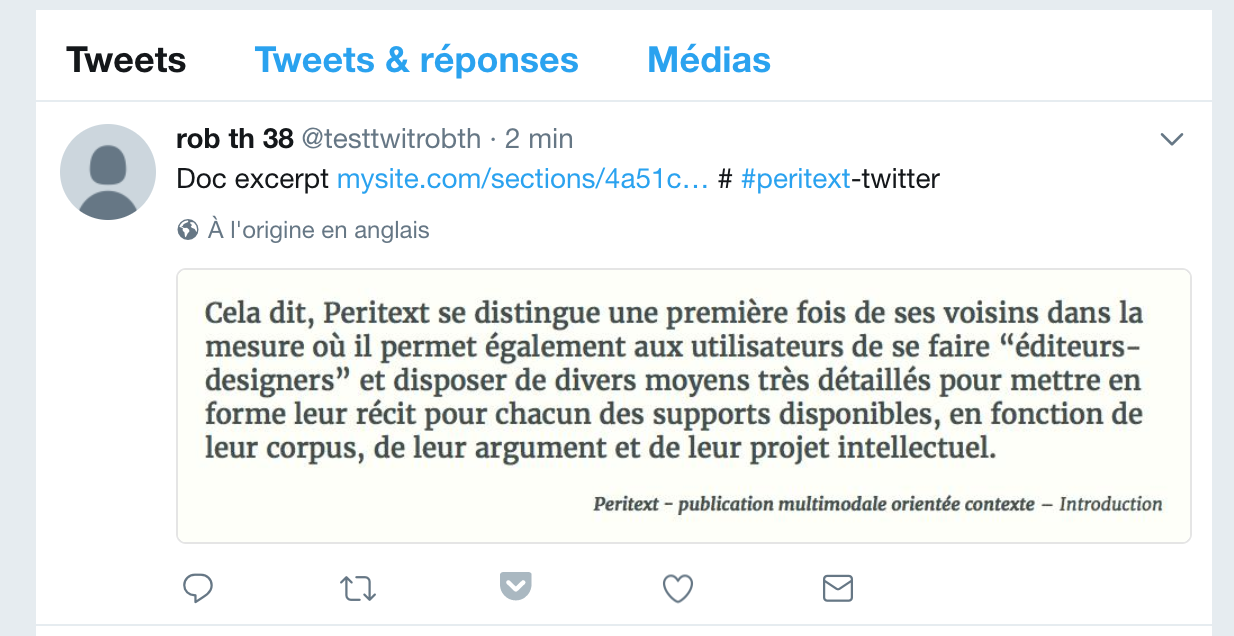 Tweets Tweets & réponses Médias
rob th 38 @testtwitrobth · 2 min
Doc excerpt mysite.com/sections/4a51c… # #peritext-twitter
À l'origine en anglais
Cela dit, Peritext se distingue une première fois de ses voisins dans la
mesure où il permet également aux utilisateurs de se faire “éditeurs-
designers” et disposer de divers moyens très détaillés pour mettre en
forme leur récit pour chacun des supports disponibles, en fonction de
leur corpus, de leur argument et de leur projet intellectuel.
Peritext - publication multimodale orientée contexte – Introduction